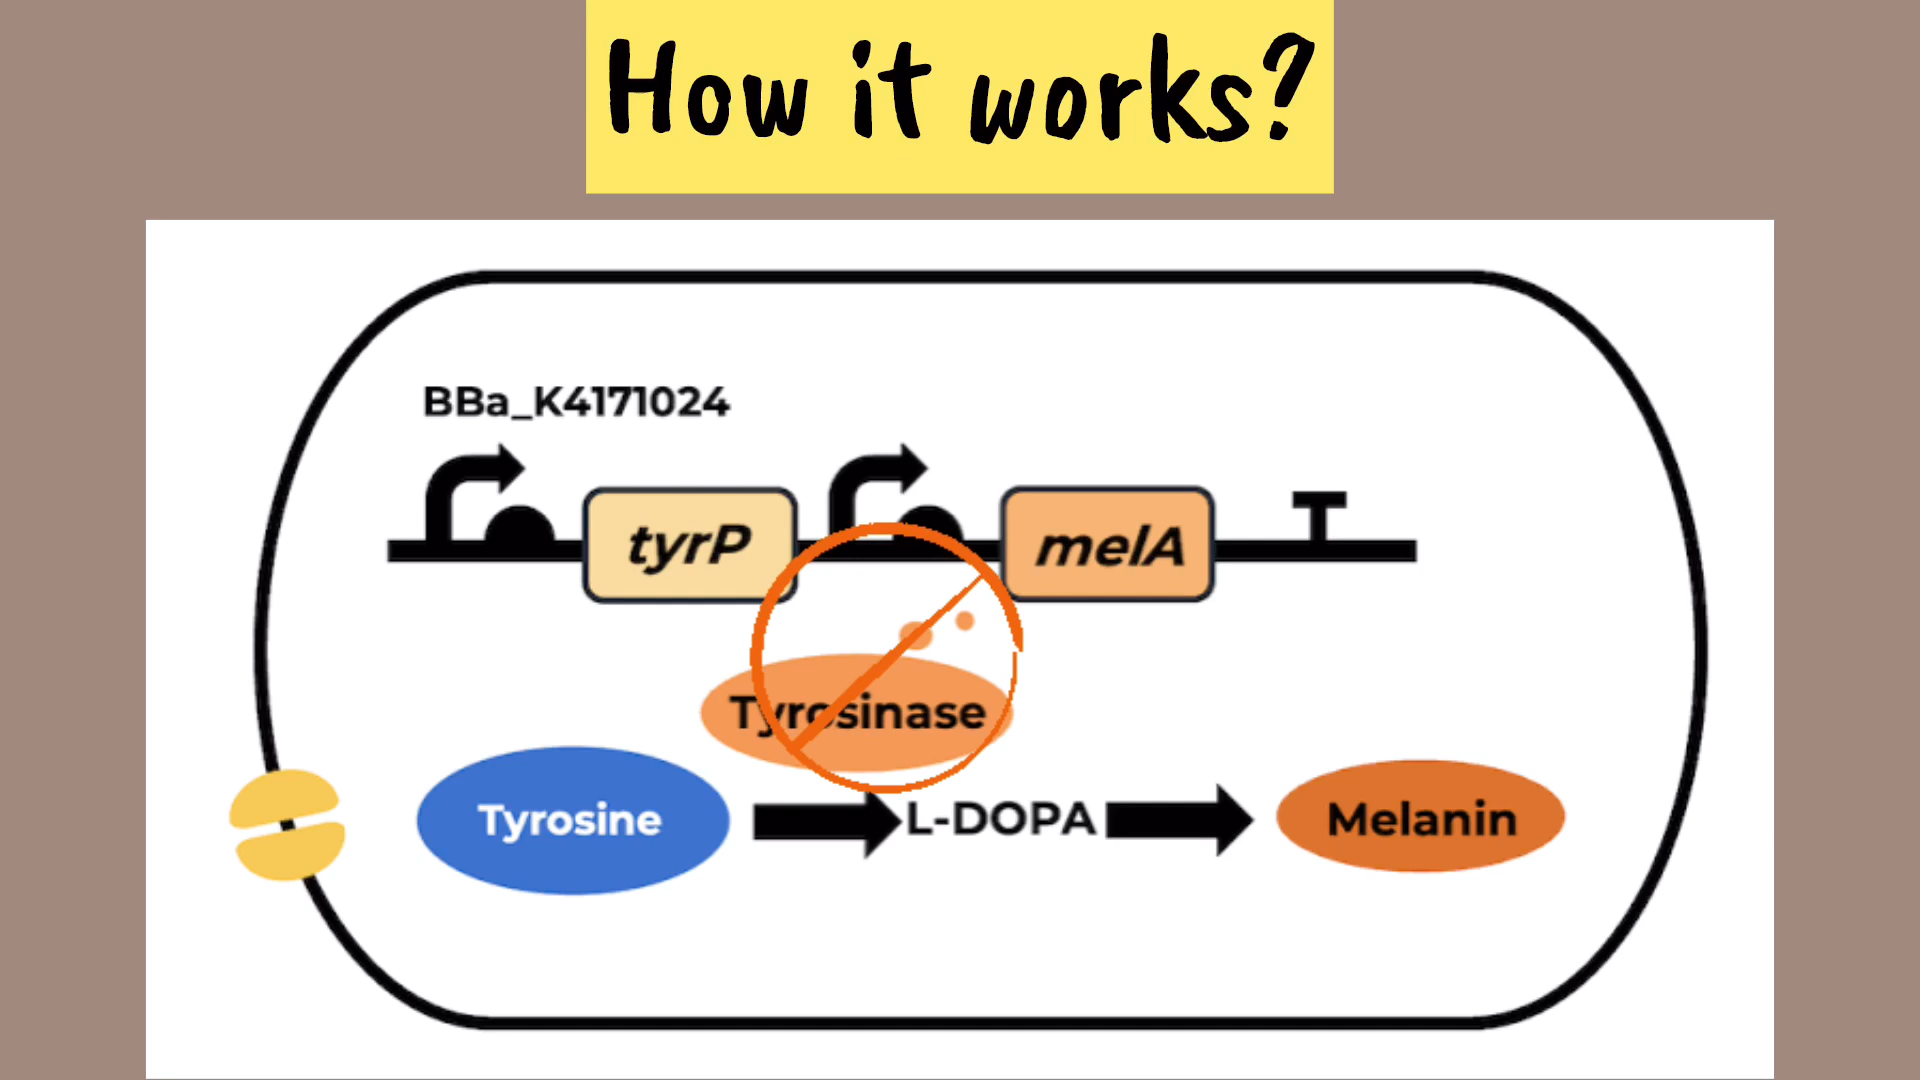 How it works?
BBa_K4171024
tyrP
melA
Tyrosinase
Tyrosine
L-DOPA
Melanin